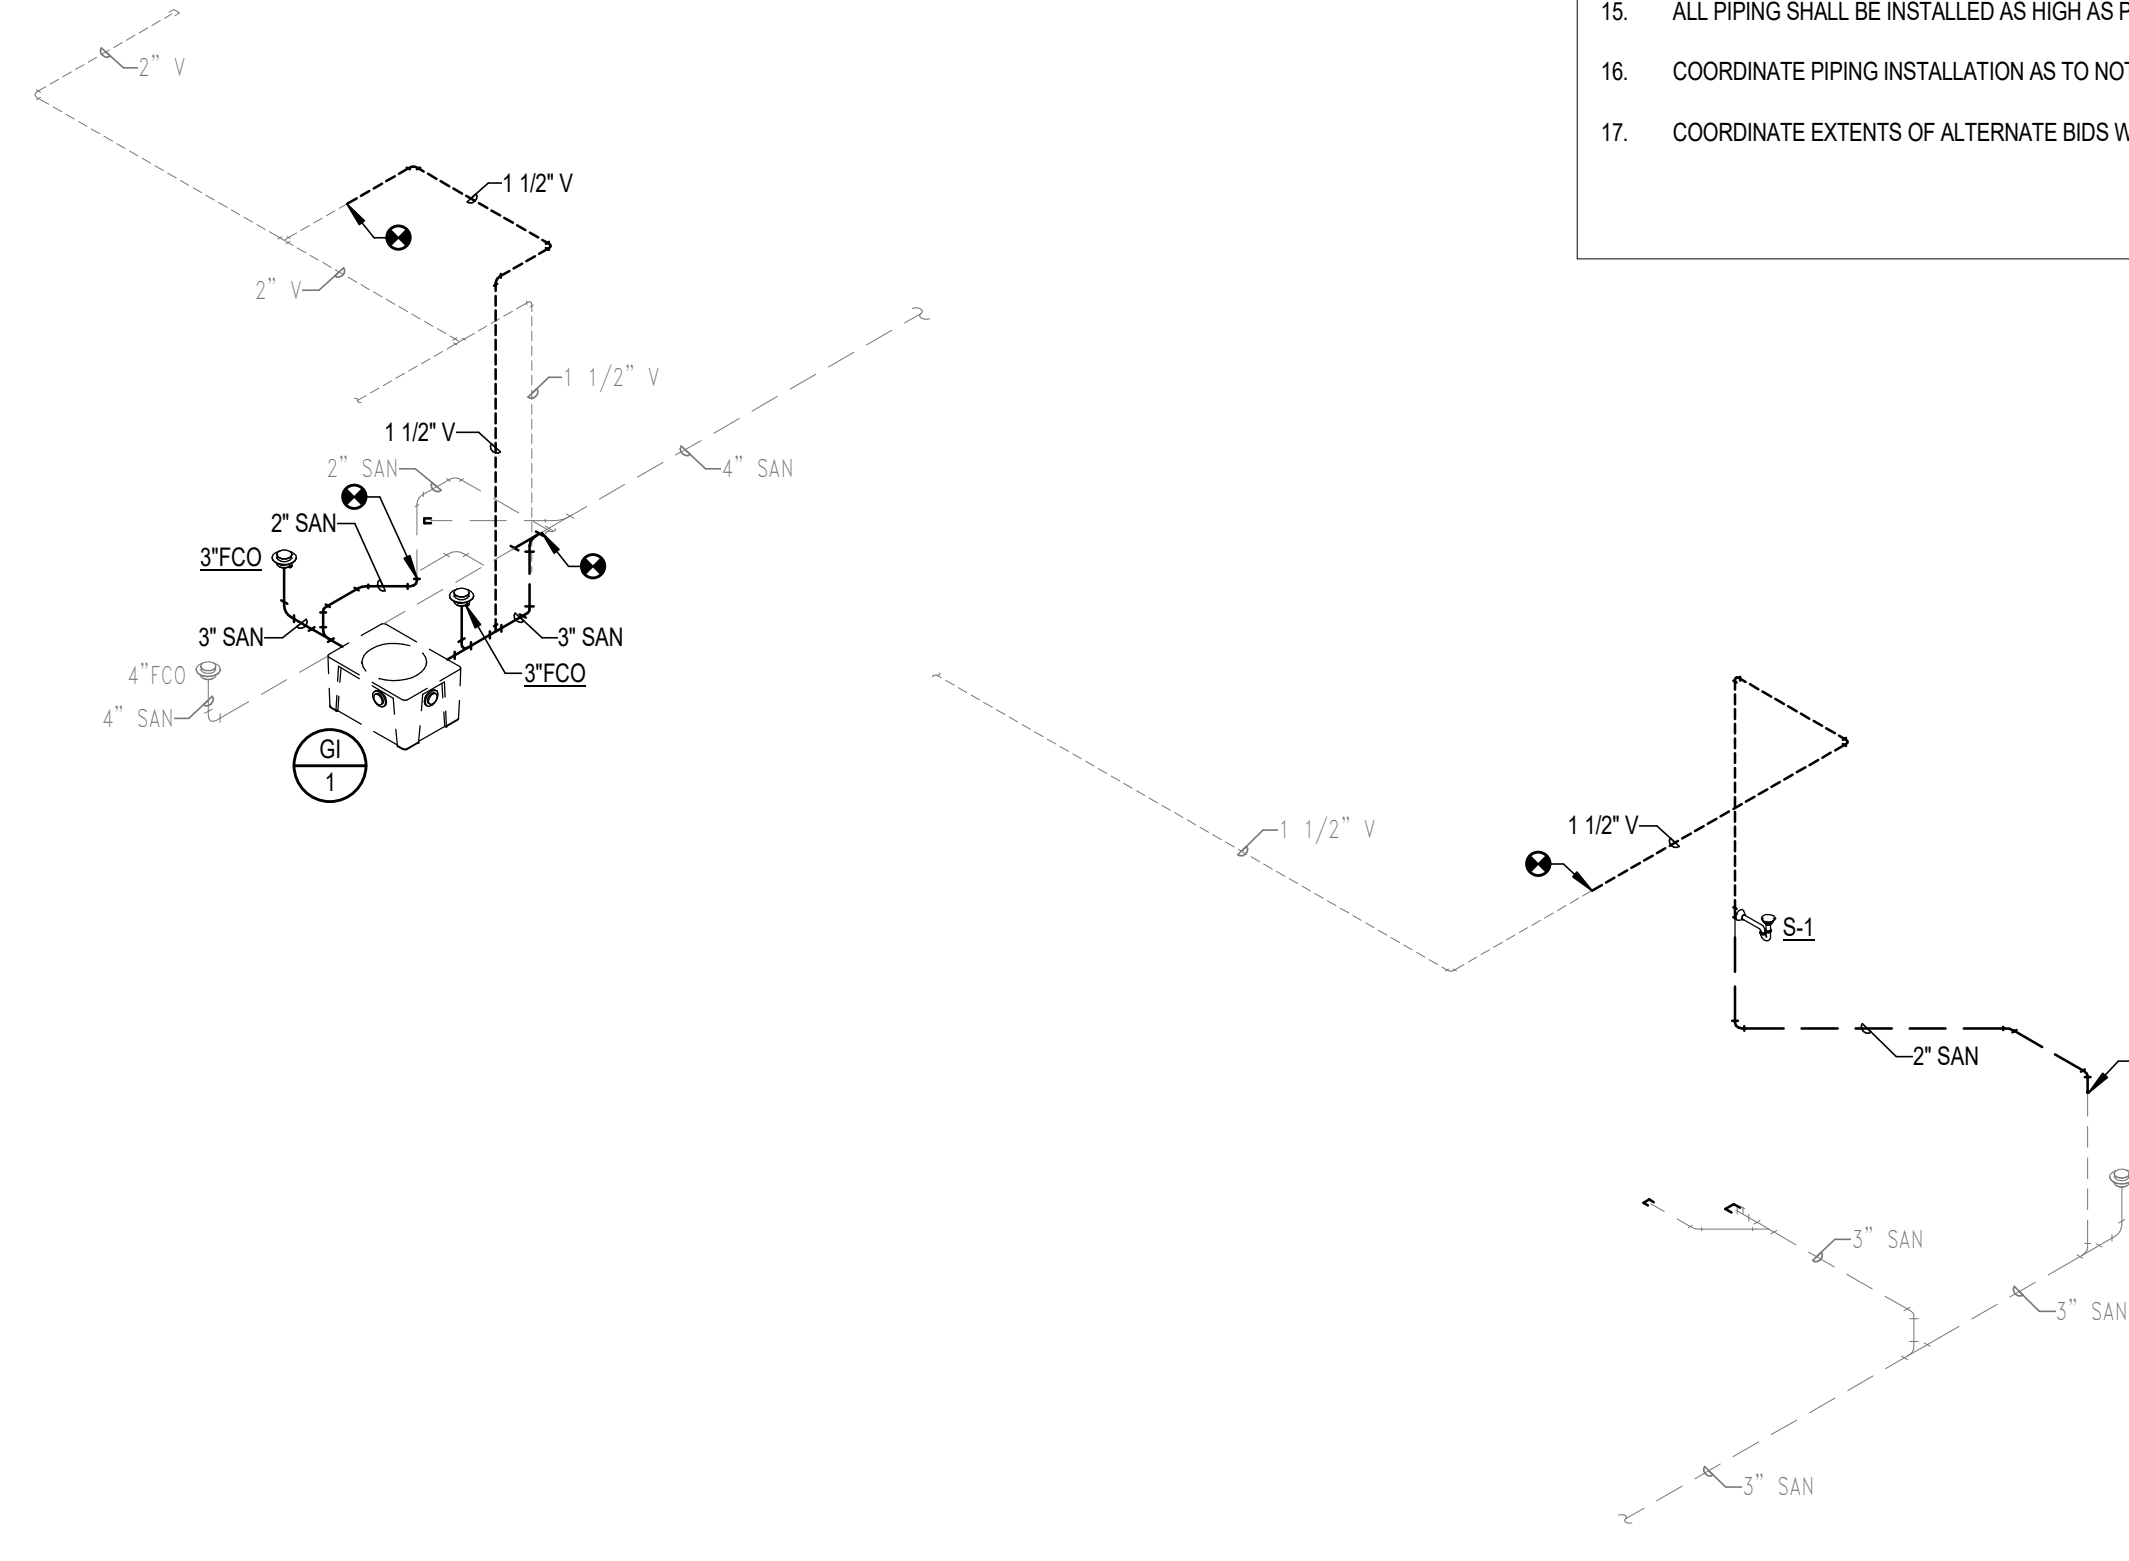 15. ALL PIPING SHALL BE INSTALLED AS HIGH AS
16. COORDINATE PIPING INSTALLATION AS TO NOT
17. COORDINATE EXTENTS OF ALTERNATE BIDS
2" V
1 1/2" V
2" V
1 1/2" V
1 1/2" V
2" SAN
4" SAN
2" SAN
3"FCO
3" SAN
3" SAN
4"FCO
3"FCO
4" SAN
GI
1
1 1/2" V
1 1/2" V
S-1
2" SAN
3" SAN
3" SAN
3" SAN